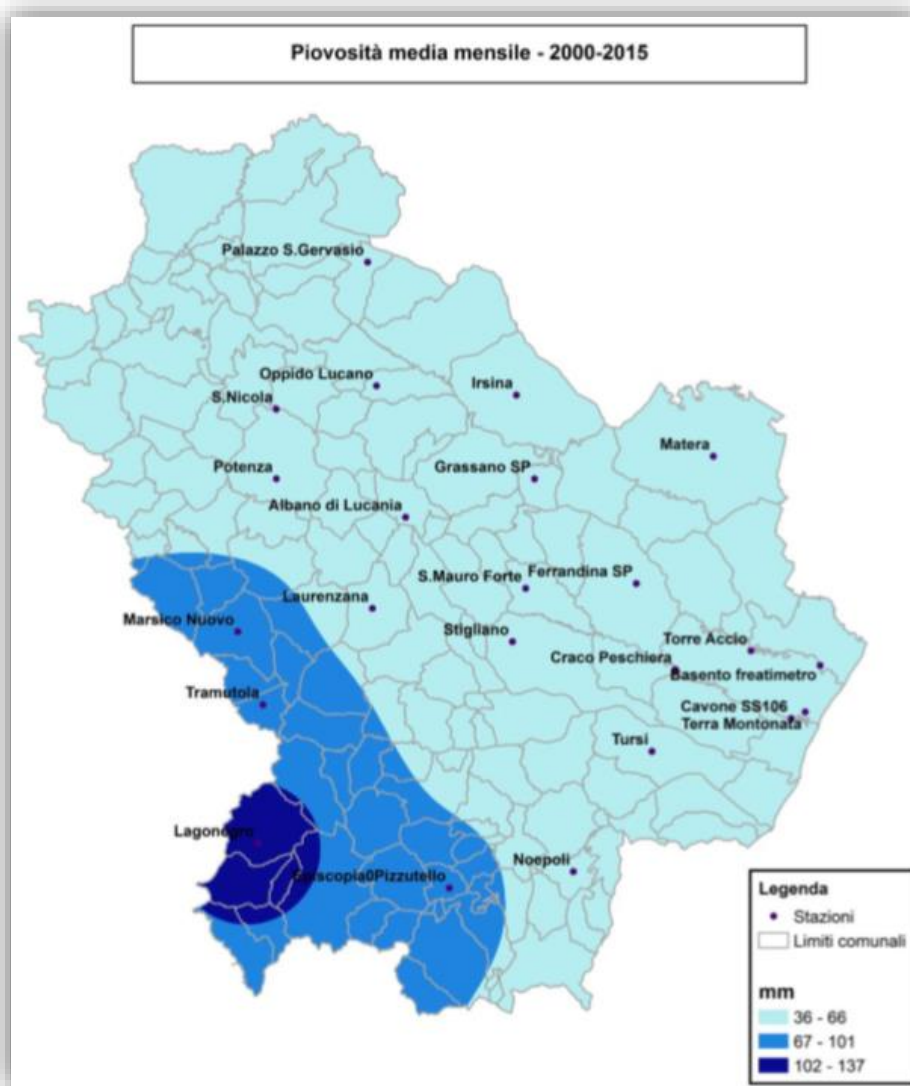 Piovosità media mensile - 2000-2015
Palazzo S.Gervasio
Oppido Lucano
Irsina
S.Nicola
Matera
Potenza
Grassano SP
Albano di Lucania
S.Mauro Forte
Ferrandina SP
Laurenzana
Marsico Nuovo
Stigliano
Torre Accio
Craco Peschiera
Basento freatimetro
Tramutola
Cavone SS106
Terra Montonata
Tursi
Lagonegro
Noepoli
Episcopia0Pizzutello
Legenda
Stazioni
Limiti comunali
mm
36 - 66
67 - 101
102 - 137